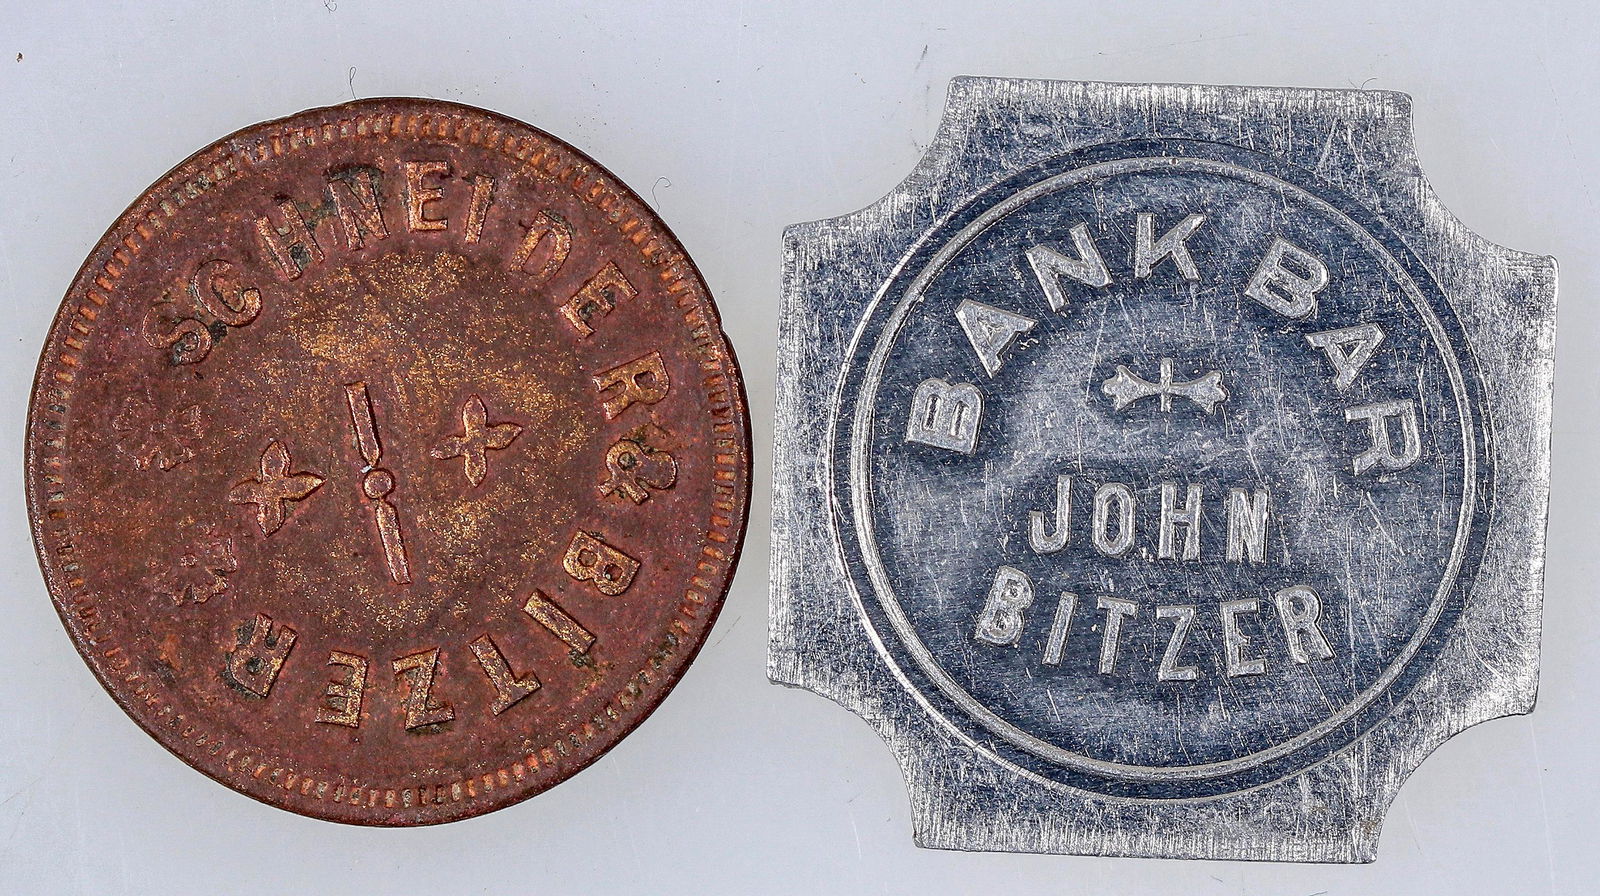 SCHNEIDER & BITZER
BANK BAR
JOHN
BITZER